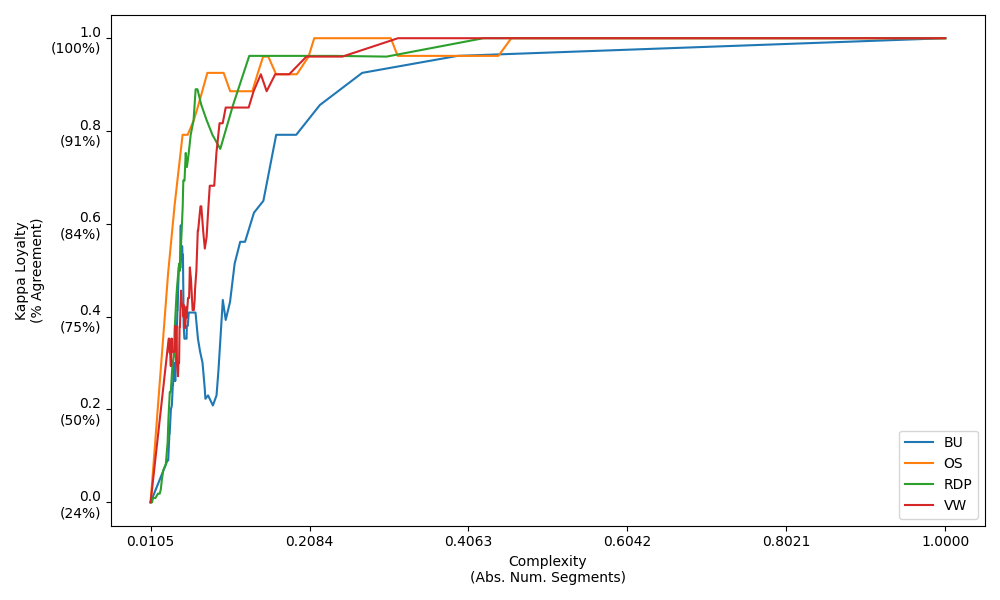 1.0
(100%)
0.8
(91%)
0.6
(84%)
0.4
(75%)
0.2
(50%)
0.0
(24%)
Kappa Loyalty
(% Agreement)
0.0105 0.2084 0.4063 0.6042 0.8021 1.0000
Complexity
(Abs. Num. Segments)
BU
OS
RDP
VW